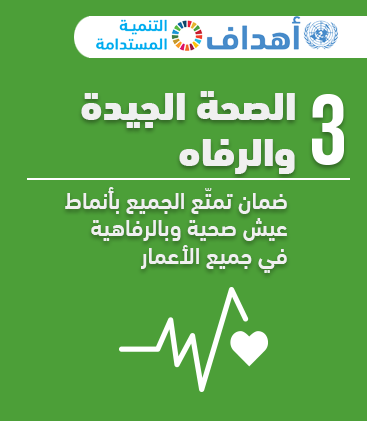 أهداف
التنمية
المستدامة
3
الصحة الجيدة
والرفاه
ضمان تمتّع الجميع بأنماط
عيش صحية وبالرفاهية
في جميع الأعمار